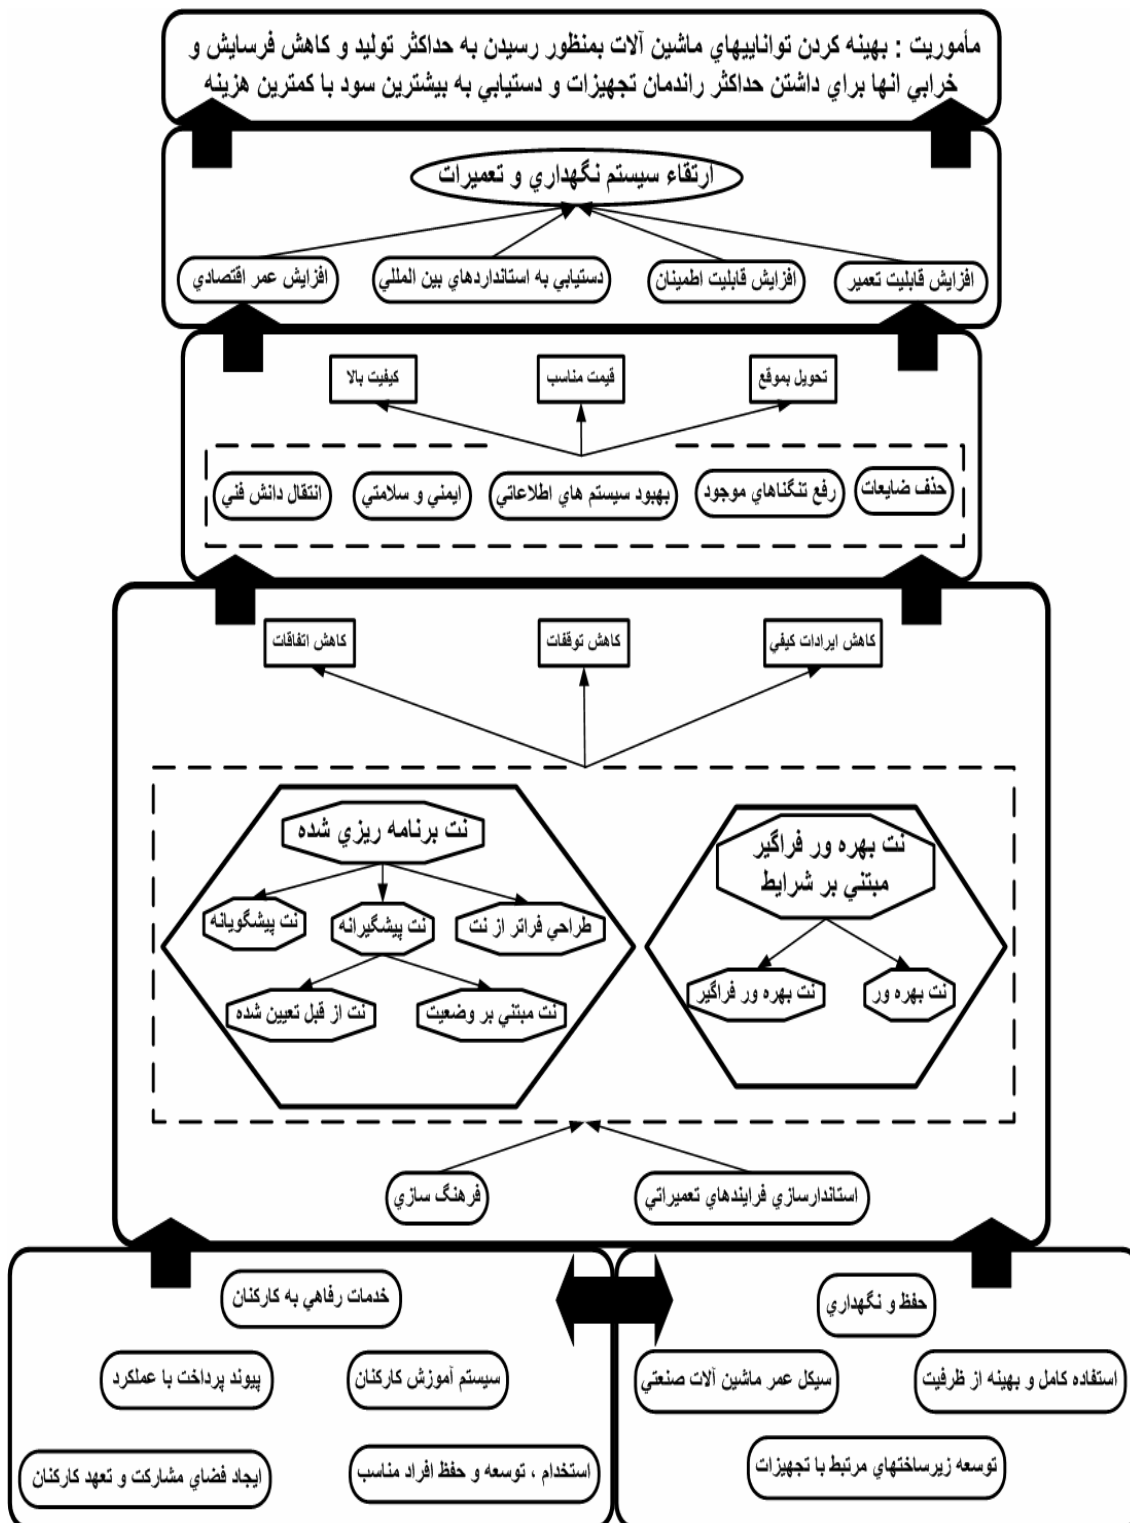 مأموريت : بهينه كردن تواناييهاي ماشين آلات بمنظور رسيدن به حداكثر توليد و كاهش فرسايش و
خرابي انها براي داشتن حداكثر راندمان تجهيزات و دستيابي به بيشترين سود با كمترين هزينه
ارتقاء سيستم نگهداري و تعميرات
افزايش قابليت تعمير
افزايش قابليت اطمينان
دستيابي به استانداردهاي بين المللي
افزايش عمر اقتصادي
تحويل بموقع
قيمت مناسب
كيفيت بالا
حذف ضايعات
رفع تنگناهاي موجود
بهبود سيستم هاي اطلاعاتي
ايمني و سلامتي
انتقال دانش فني
كاهش ايرادات كيفي
كاهش توقفات
كاهش اتفاقات
نت بهره ور فراگير
مبتني بر شرايط
نت بهره ور
نت بهره ور فراگير
نت برنامه ريزي شده
طراحي فراتر از نت
نت پيشگيرانه
نت پيشگويانه
نت مبتني بر وضعيت
نت از قبل تعيين شده
استاندارسازي فرايندهاي تعميراتي
فرهنگ سازي
حفظ و نگهداري
استفاده كامل و بهينه از ظرفيت
سيكل عمر ماشين آلات صنعتي
توسعه زيرساختهاي مرتبط با تجهيزات
خدمات رفاهي به كاركنان
سيستم آموزش كاركنان
پيوند پرداخت با عملكرد
استخدام ، توسعه و حفظ افراد مناسب
ايجاد فضاي مشاركت و تعهد كاركنان